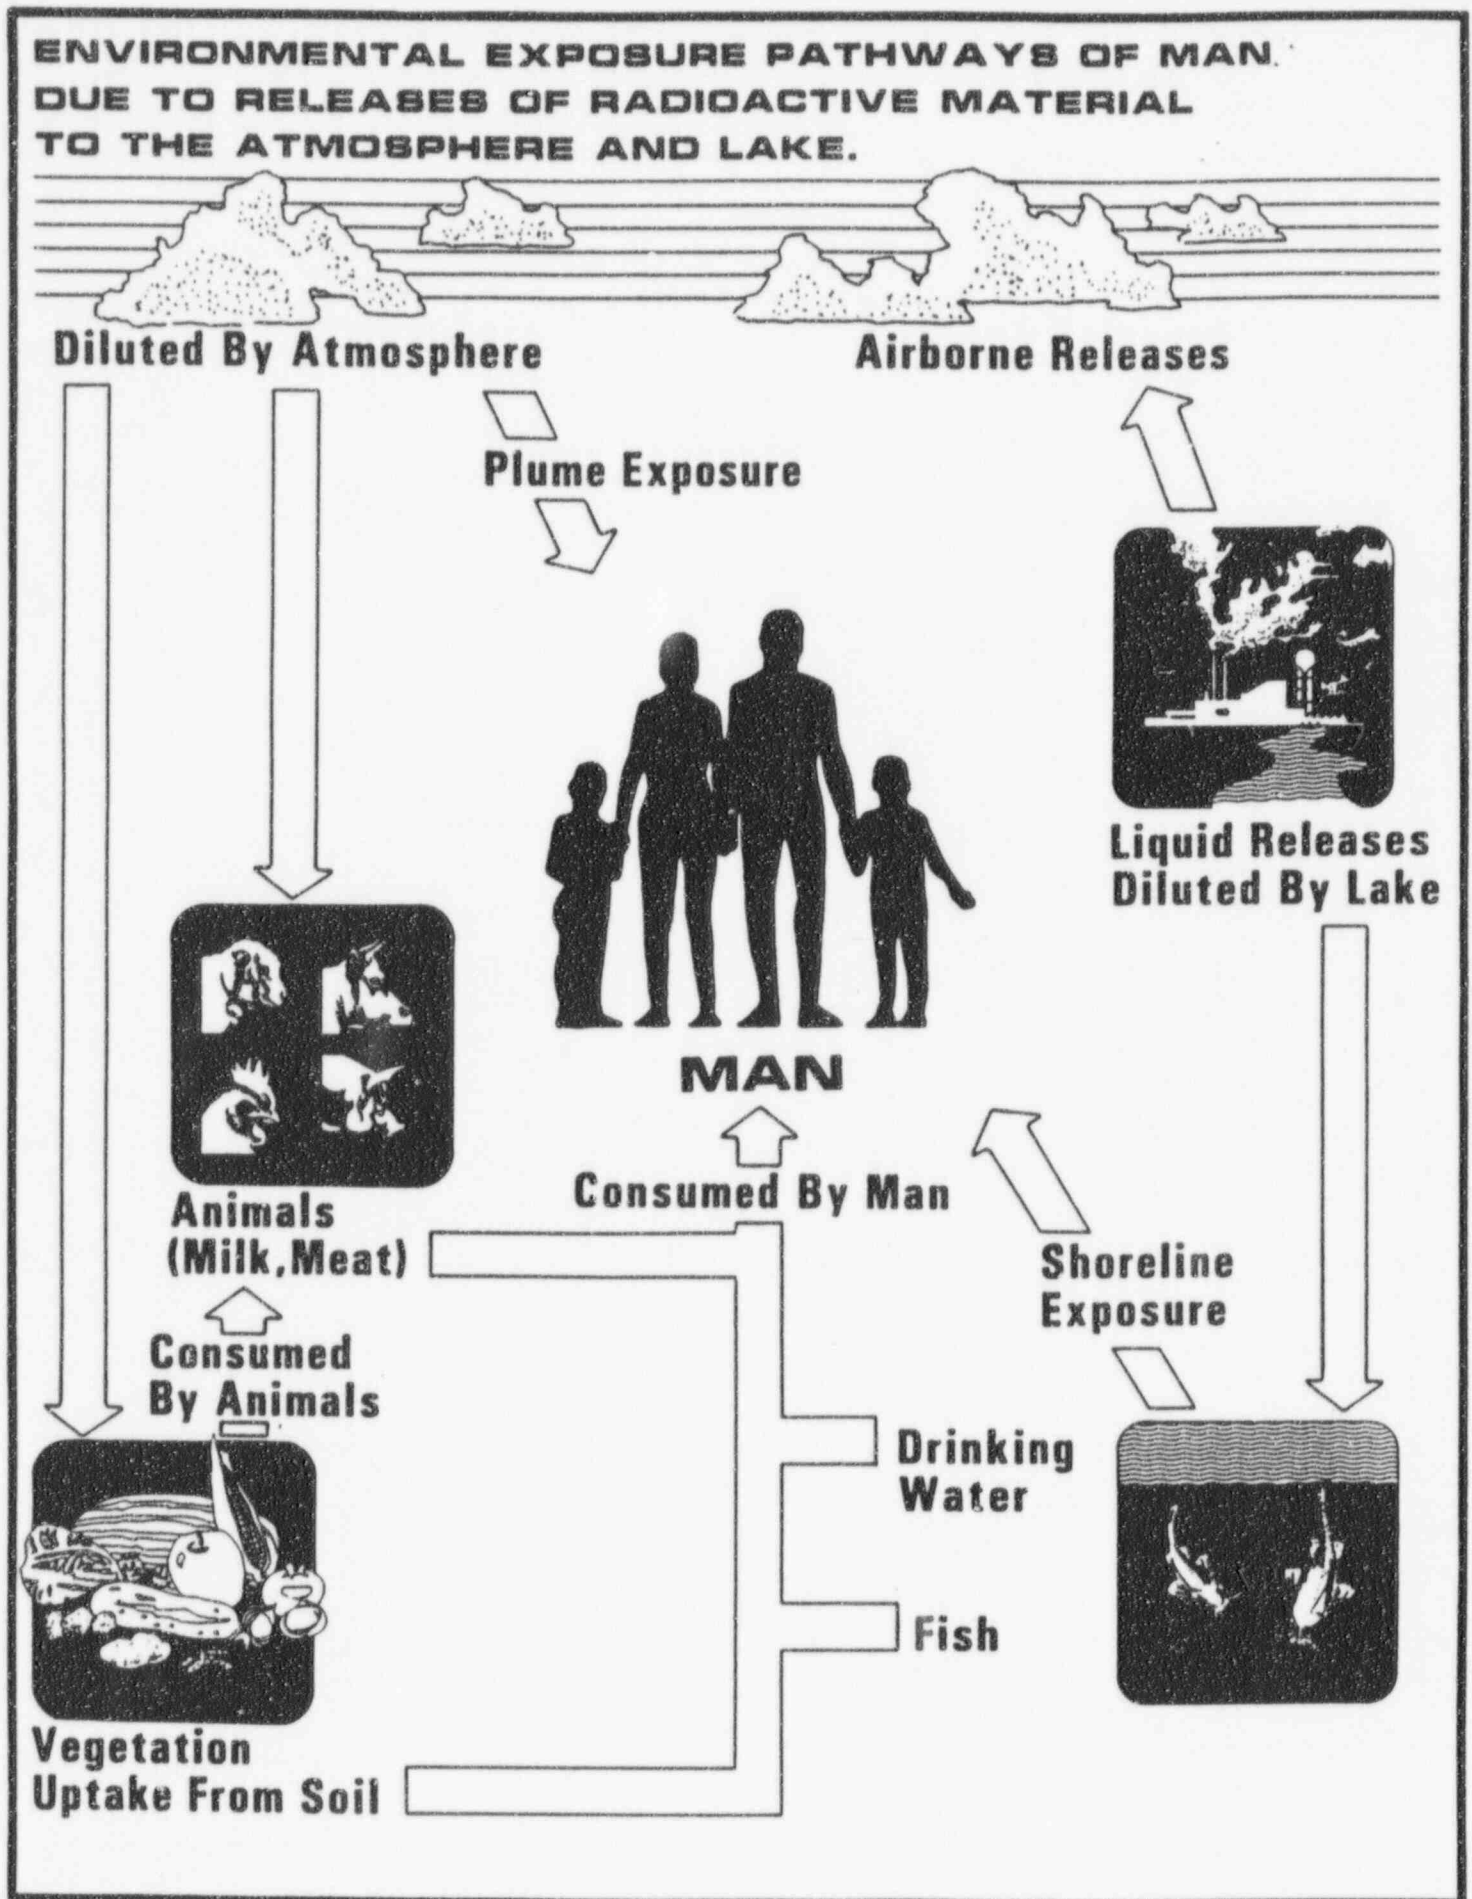 ENVIRONMENTAL EXPOSURE PATHWAYS OF MAN
DUE TO RELEASES OF RADIOACTIVE MATERIAL
TO THE ATMOSPHERE AND LAKE.
Diluted By Atmosphere
Airborne Releases
Plume Exposure
Liquid Releases
Diluted By Lake
MAN
Consumed By Man
Animals
(Milk, Meat)
Shoreline
Exposure
Consumed
By Animals
Drinking
Water
Fish
Vegetation
Uptake From Soil